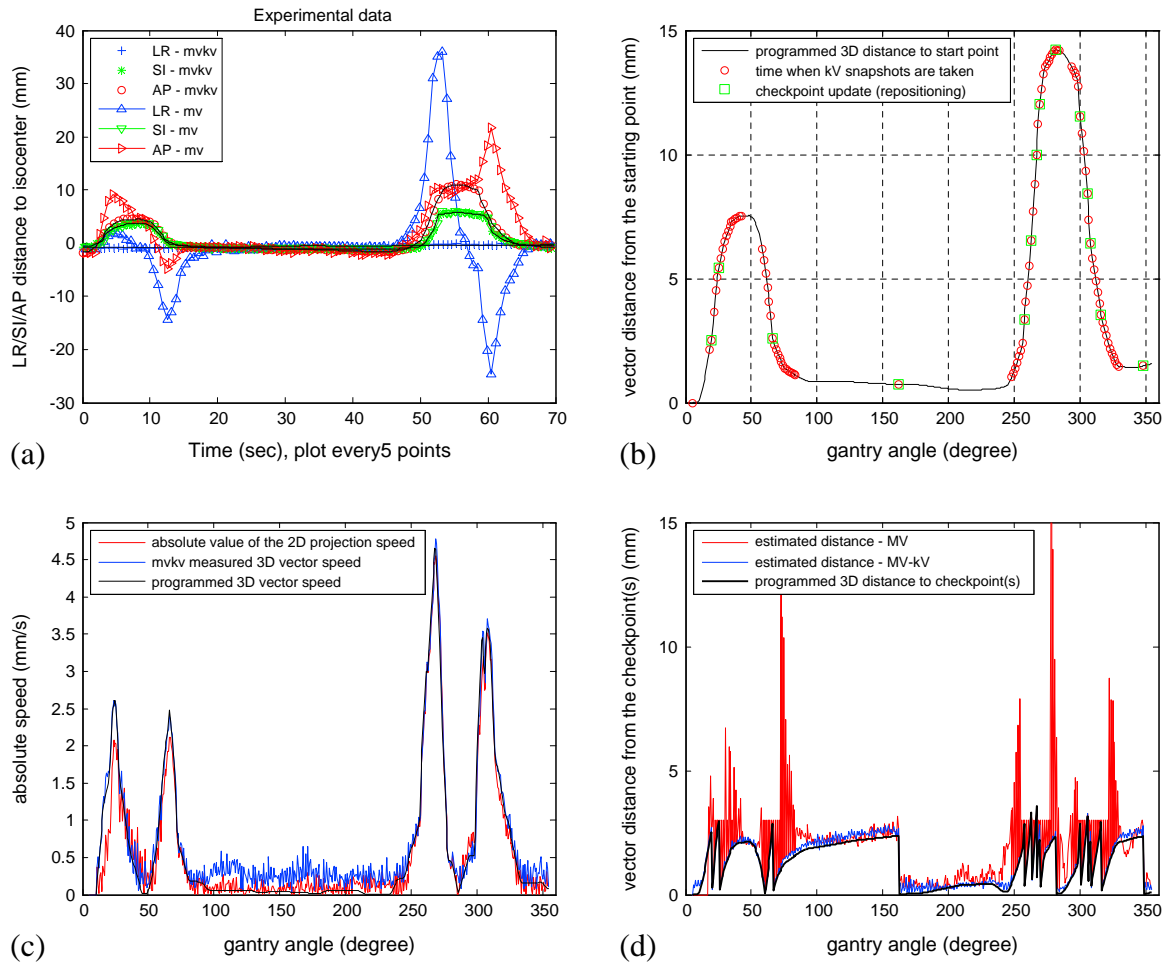 Experimental data
LR/SI/AP distance to isocenter (mm)
40
30
20
10
0
-10
-20
-30
LR - mvkv
SI - mvkv
AP - mvkv
LR - mv
SI - mv
AP - mv
0 10 20 30 40 50 60 70
Time (sec), plot every5 points
(a)
vector distance from the starting point (mm)
15
10
5
0
programmed 3D distance to start point
time when kV snapshots are taken
checkpoint update (repositioning)
0 50 100 150 200 250 300 350
gantry angle (degree)
(b)
absolute speed (mm/s)
5
4.5
4
3.5
3
2.5
2
1.5
1
0.5
0
absolute value of the 2D projection speed
mvkv measured 3D vector speed
programmed 3D vector speed
0 50 100 150 200 250 300 350
gantry angle (degree)
(c)
vector distance from the checkpoint(s) (mm)
15
10
5
0
estimated distance - MV
estimated distance - MV-kV
programmed 3D distance to checkpoint(s)
0 50 100 150 200 250 300 350
gantry angle (degree)
(d)